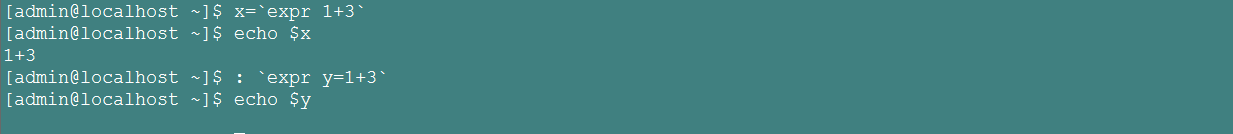 [admin@localhost ~]$ x=`expr 1+3`
[admin@localhost ~]$ echo $x
1+3
[admin@localhost ~]$ : `expr y=1+3`
[admin@localhost ~]$ echo $y